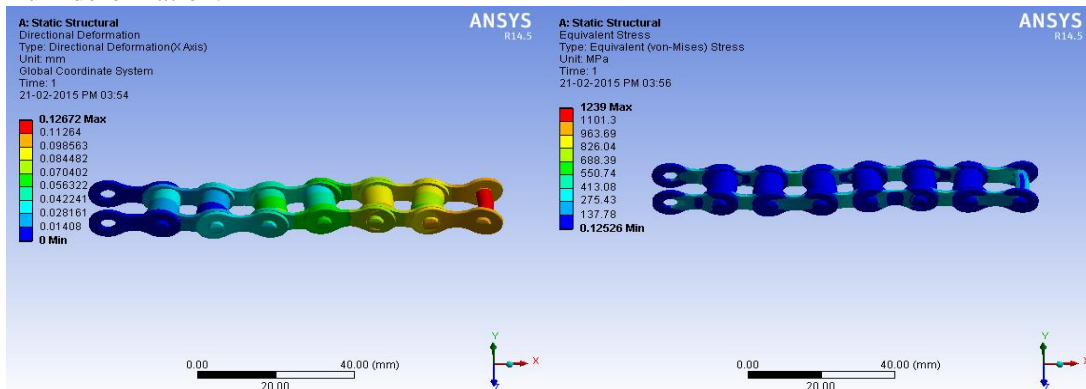 A: Static Structural
Directional Deformation
Type: Directional Deformation(X Axis)
Unit: mm
Global Coordinate System
Time: 1
21-02-2015 PM 03:54
ANSYS
R14.5
0.12672 Max
0.11264
0.098563
0.084482
0.070402
0.056322
0.042241
0.028161
0.01408
0 Min
0.00
40.00 (mm)
20.00
Y
X
Z
A: Static Structural
Equivalent Stress
Type: Equivalent (von-Mises) Stress
Unit: MPa
Time: 1
21-02-2015 PM 03:56
ANSYS
R14.5
1239 Max
1101.3
963.69
826.04
688.39
550.74
413.08
275.43
137.78
0.12526 Min
0.00
40.00 (mm)
20.00
Y
X
Z